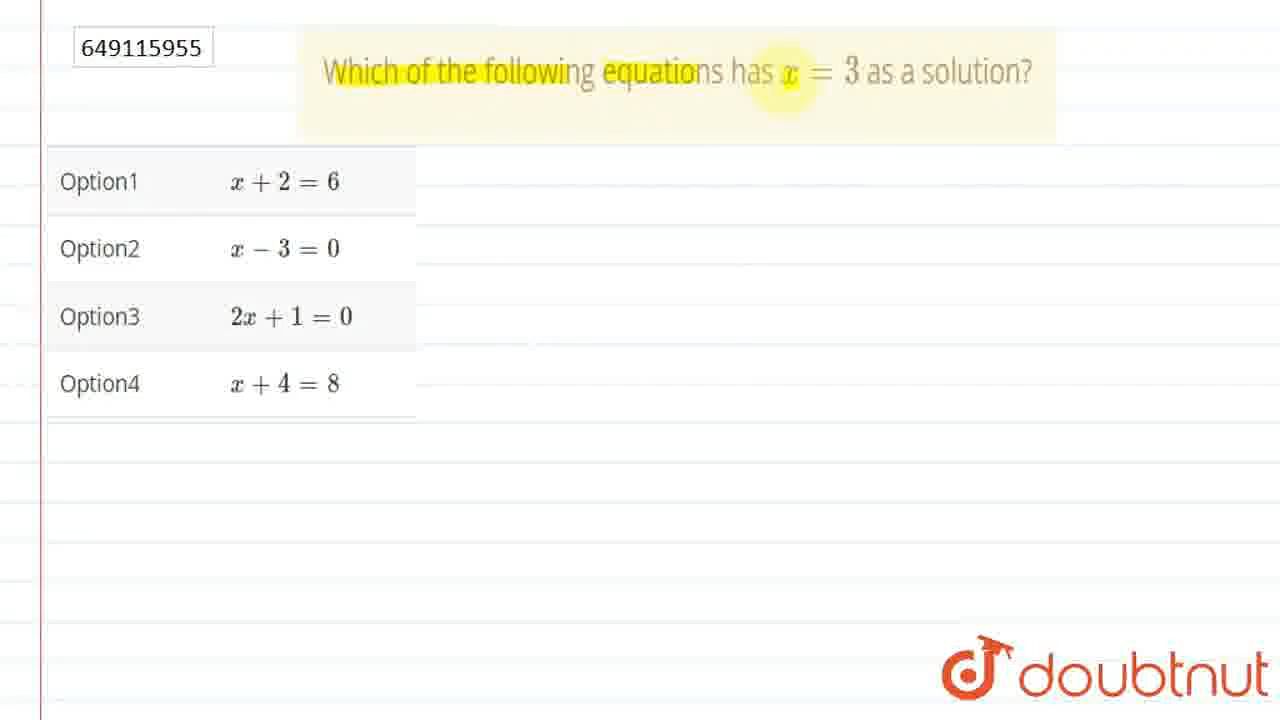 649115955
Which of the following equations has x = 3 as a solution?
Option1 x + 2 = 6
Option2 x − 3 = 0
Option3 2x + 1 = 0
Option4 x + 4 = 8
doubtnut